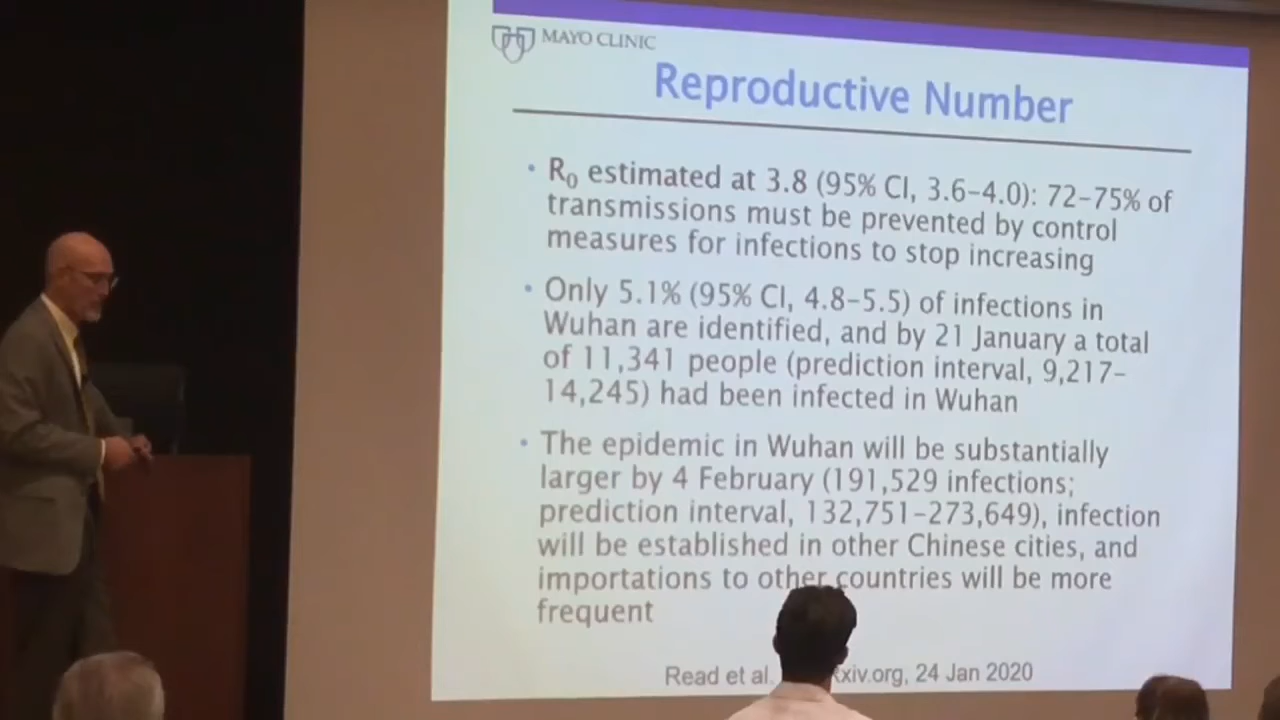 MAYO CLINIC
Reproductive Number
• R₀ estimated at 3.8 (95% CI, 3.6–4.0): 72–75% of
transmissions must be prevented by control
measures for infections to stop increasing
• Only 5.1% (95% CI, 4.8–5.5) of infections in
Wuhan are identified, and by 21 January a total
of 11,341 people (prediction interval, 9,217–
14,245) had been infected in Wuhan
• The epidemic in Wuhan will be substantially
larger by 4 February (191,529 infections;
prediction interval, 132,751–273,649), infection
will be established in other Chinese cities, and
importations to other countries will be more
frequent
Read et al. xiv.org, 24 Jan 2020